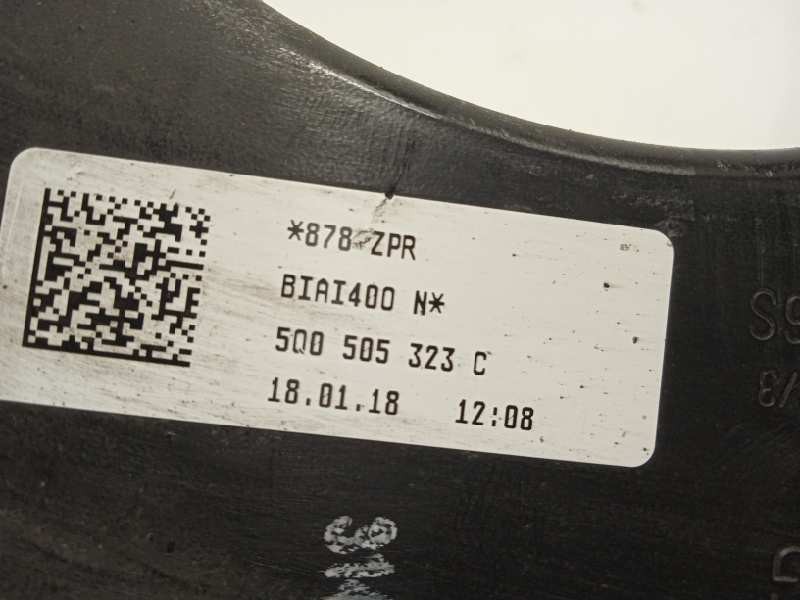 *878 ZPR
BIAI400 N*
5Q0 505 323 C
18.01.18 12:08